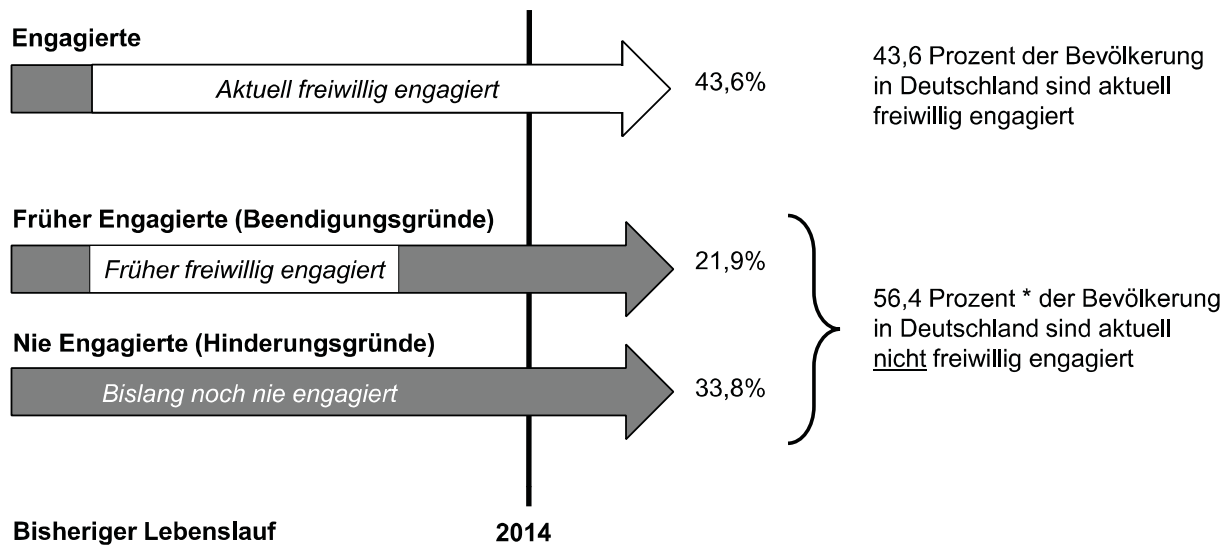 Engagierte
Aktuell freiwillig engagiert
43,6%
43,6 Prozent der Bevölkerung
in Deutschland sind aktuell
freiwillig engagiert
Früher Engagierte (Beendigungsgründe)
Früher freiwillig engagiert
21,9%
Nie Engagierte (Hinderungsgründe)
Bislang noch nie engagiert
33,8%
56,4 Prozent * der Bevölkerung
in Deutschland sind aktuell
nicht freiwillig engagiert
Bisheriger Lebenslauf
2014